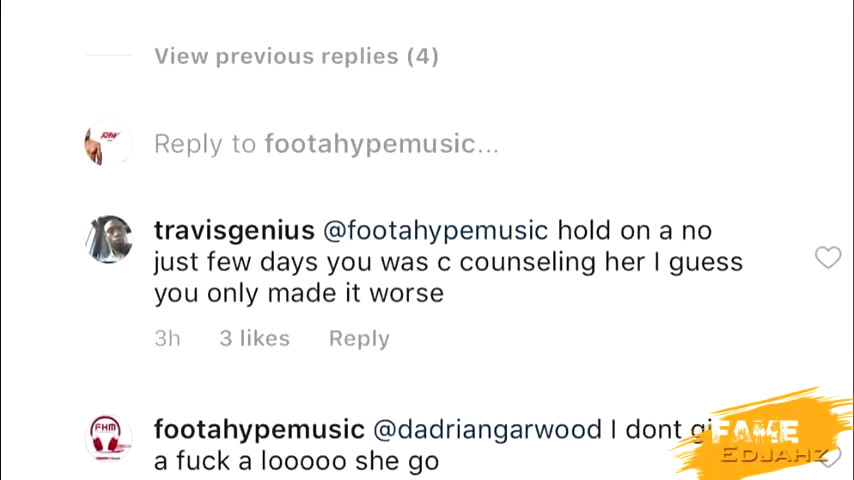 View previous replies (4)
Reply to footahypemusic...
travisgenius @footahypemusic hold on a no
just few days you was c counseling her I guess
you only made it worse
3h 3 likes Reply
FHM
footahypemusic @dadriangarwood I dont
a fuck a looooo she go
FAME
EDJAHZ